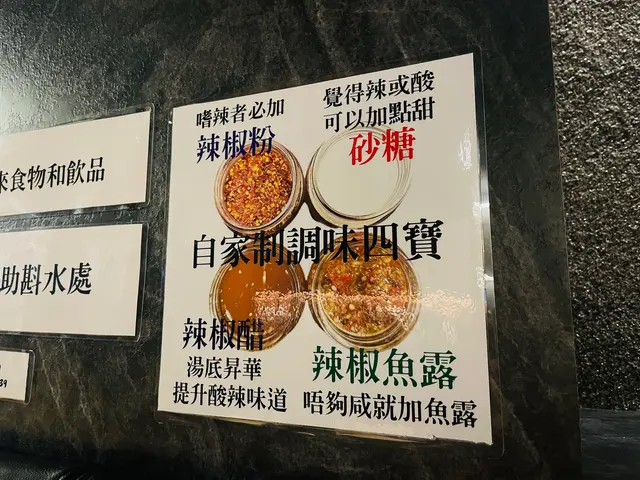 來食物和飲品
助斟水處
嗜辣者必加
辣椒粉
覺得辣或酸
可以加點甜
砂糖
自家制調味四寶
辣椒醋
湯底昇華
提升酸辣味道
辣椒魚露
唔夠咸就加魚露